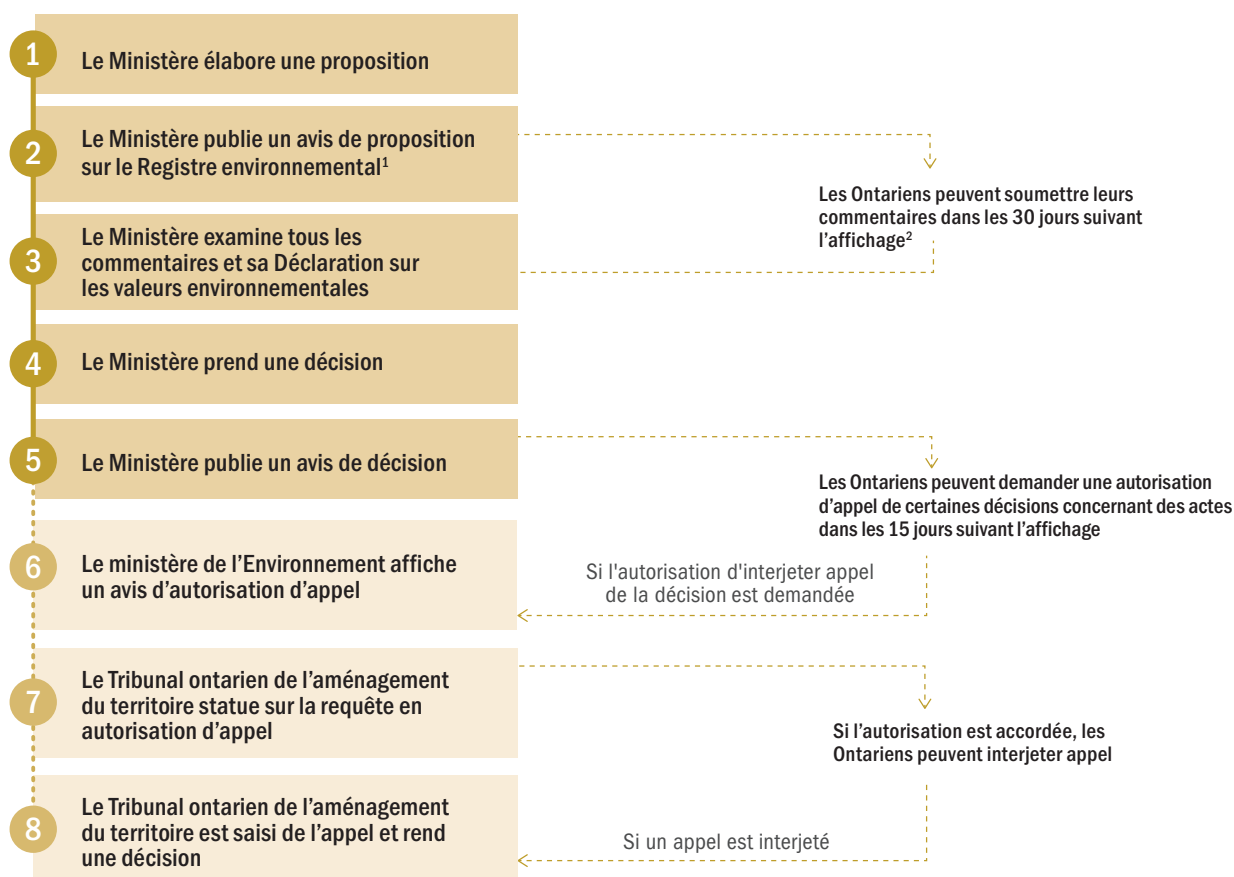 1
Le Ministère élabore une proposition
2
Le Ministère publie un avis de proposition
sur le Registre environnemental¹
Les Ontariens peuvent soumettre leurs
commentaires dans les 30 jours suivant
l’affichage²
3
Le Ministère examine tous les
commentaires et sa Déclaration sur
les valeurs environnementales
4
Le Ministère prend une décision
5
Le Ministère publie un avis de décision
Les Ontariens peuvent demander une autorisation
d’appel de certaines décisions concernant des actes
dans les 15 jours suivant l’affichage
6
Le ministère de l’Environnement affiche
un avis d’autorisation d’appel
Si l'autorisation d'interjeter appel
de la décision est demandée
7
Le Tribunal ontarien de l’aménagement
du territoire statue sur la requête en
autorisation d’appel
Si l’autorisation est accordée, les
Ontariens peuvent interjeter appel
8
Le Tribunal ontarien de l’aménagement
du territoire est saisi de l’appel et rend
une décision
Si un appel est interjeté